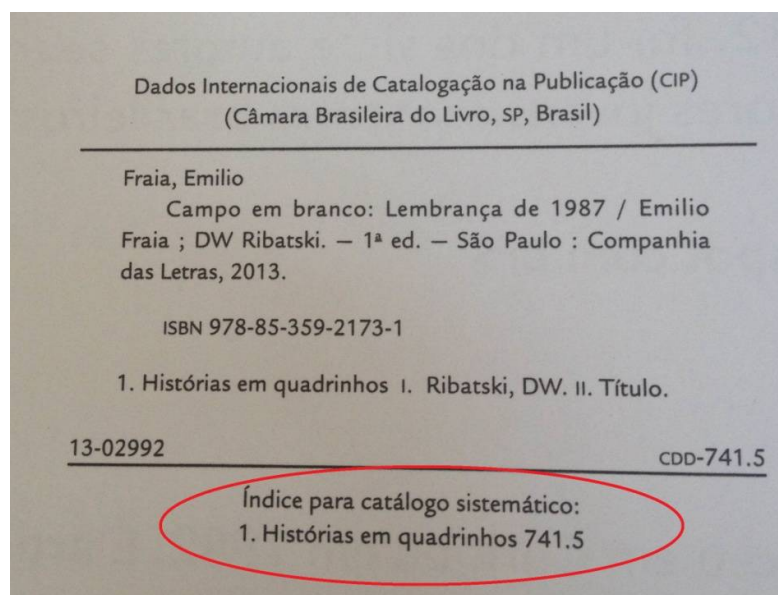 Dados Internacionais de Catalogação na Publicação (CIP)
(Câmara Brasileira do Livro, SP, Brasil)
Fraia, Emilio
Campo em branco: Lembrança de 1987 / Emilio
Fraia ; DW Ribatski. — 1ª ed. — São Paulo : Companhia
das Letras, 2013.
ISBN 978-85-359-2173-1
1. Histórias em quadrinhos I. Ribatski, DW. II. Título.
13-02992 CDD-741.5
Índice para catálogo sistemático:
1. Histórias em quadrinhos 741.5